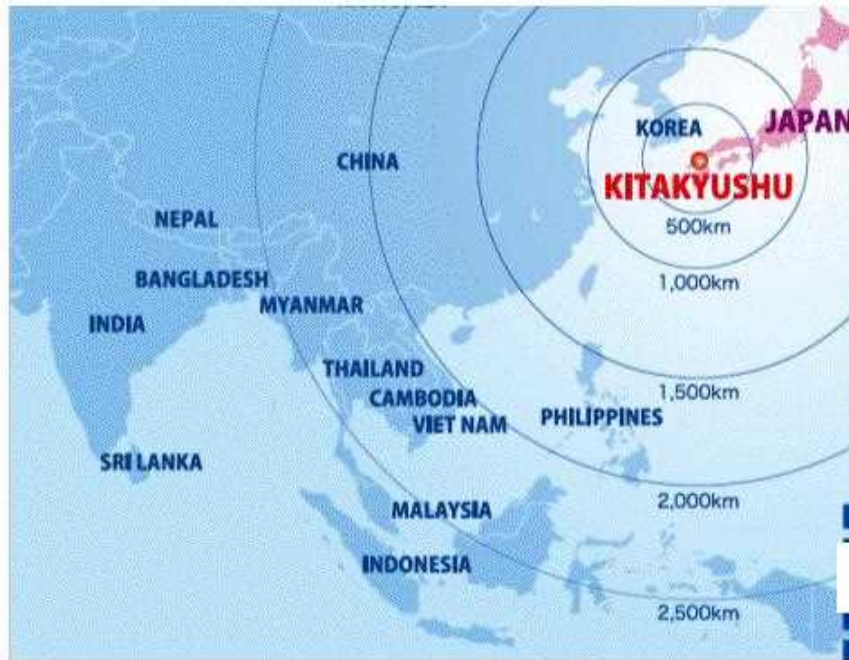 KOREA
JAPAN
CHINA
KITAKYUSHU
NEPAL
500km
BANGLADESH
1,000km
MYANMAR
INDIA
THAILAND
1,500km
CAMBODIA
PHILIPPINES
VIET NAM
SRI LANKA
2,000km
MALAYSIA
INDONESIA
2,500km